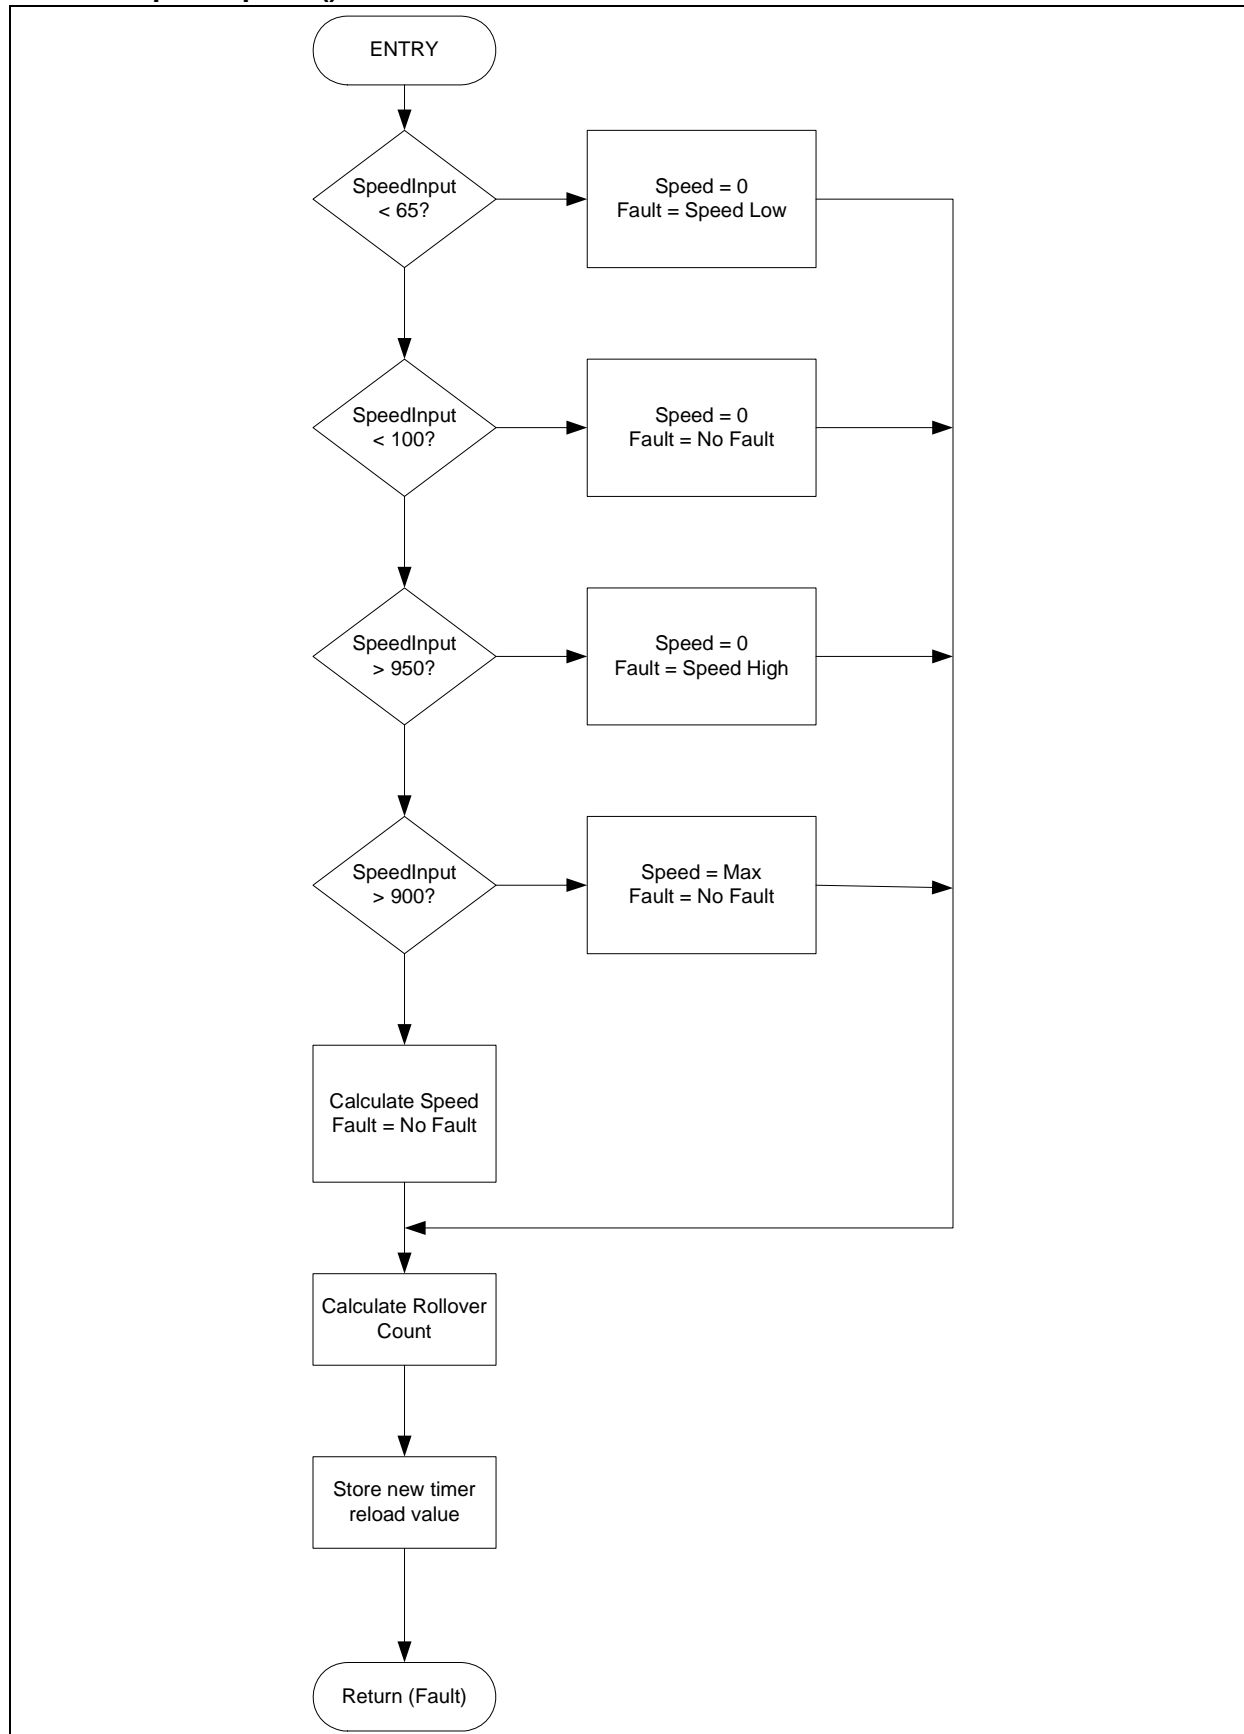 ENTRY
SpeedInput
< 65?
Speed = 0
Fault = Speed Low
SpeedInput
< 100?
Speed = 0
Fault = No Fault
SpeedInput
> 950?
Speed = 0
Fault = Speed High
SpeedInput
> 900?
Speed = Max
Fault = No Fault
Calculate Speed
Fault = No Fault
Calculate Rollover
Count
Store new timer
reload value
Return (Fault)